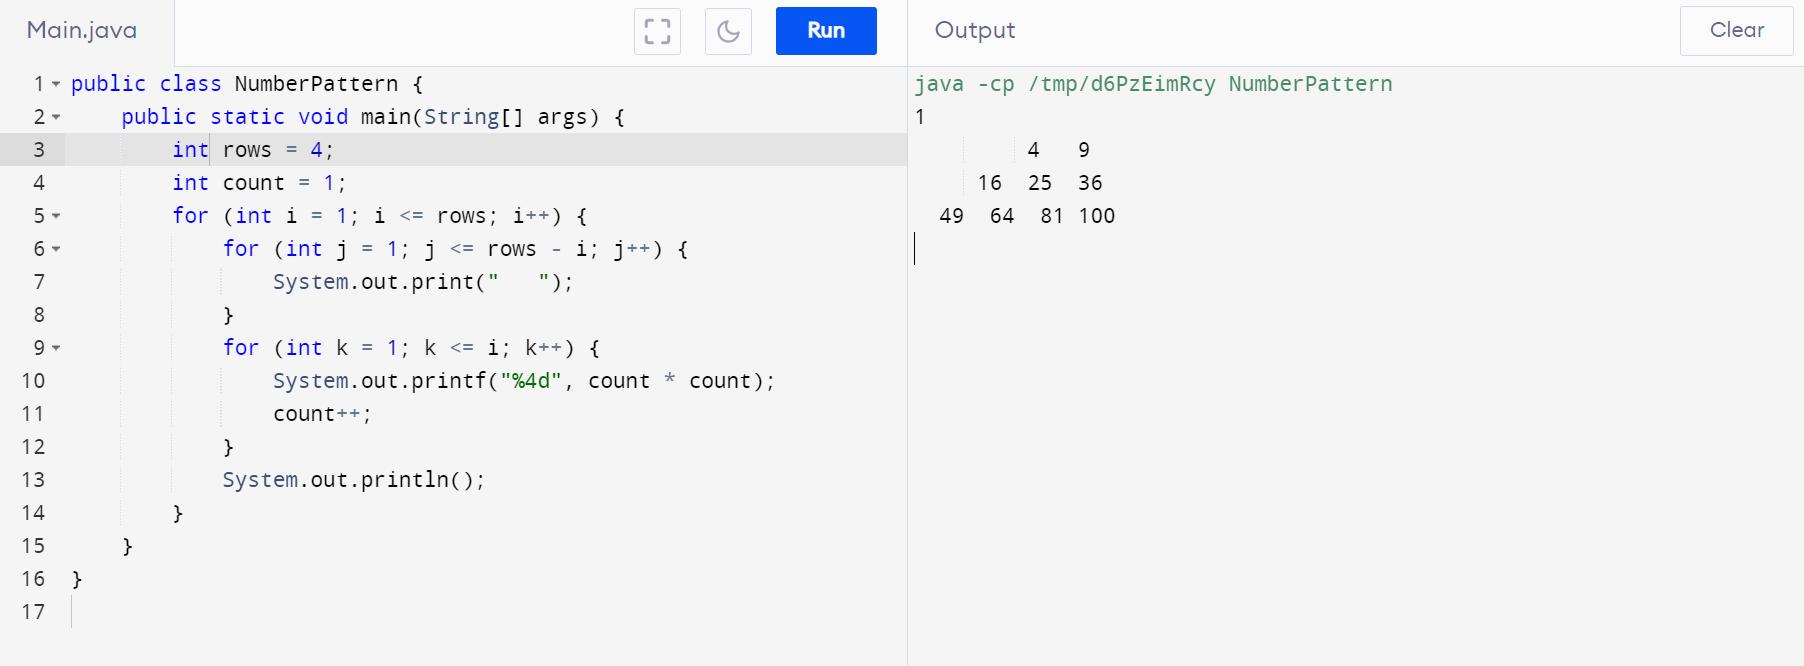 Main.java Run Output Clear
1 public class NumberPattern {
2     public static void main(String[] args) {
3         int rows = 4;
4         int count = 1;
5         for (int i = 1; i <= rows; i++) {
6             for (int j = 1; j <= rows - i; j++) {
7                 System.out.print("   ");
8             }
9             for (int k = 1; k <= i; k++) {
10                 System.out.printf("%4d", count * count);
11                 count++;
12             }
13             System.out.println();
14         }
15     }
16 }
17
java -cp /tmp/d6PzEimRcy NumberPattern
1
         4   9
     16  25  36
  49  64  81 100